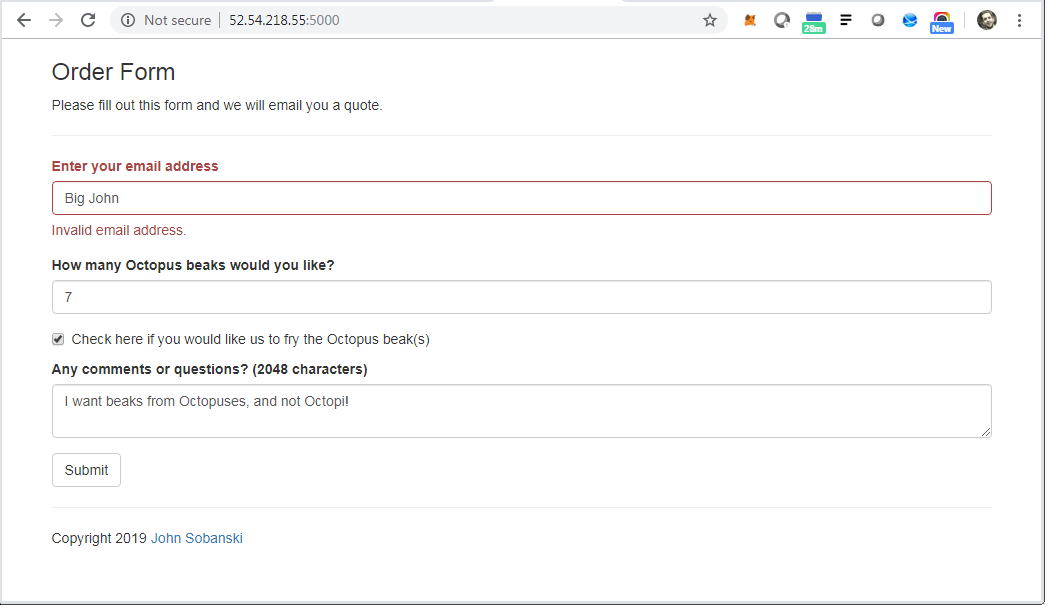 Not secure 52.54.218.55:5000
28m
New
Order Form
Please fill out this form and we will email you a quote.
Enter your email address
Big John
Invalid email address.
How many Octopus beaks would you like?
7
Check here if you would like us to fry the Octopus beak(s)
Any comments or questions? (2048 characters)
I want beaks from Octopuses, and not Octopi!
Submit
Copyright 2019 John Sobanski